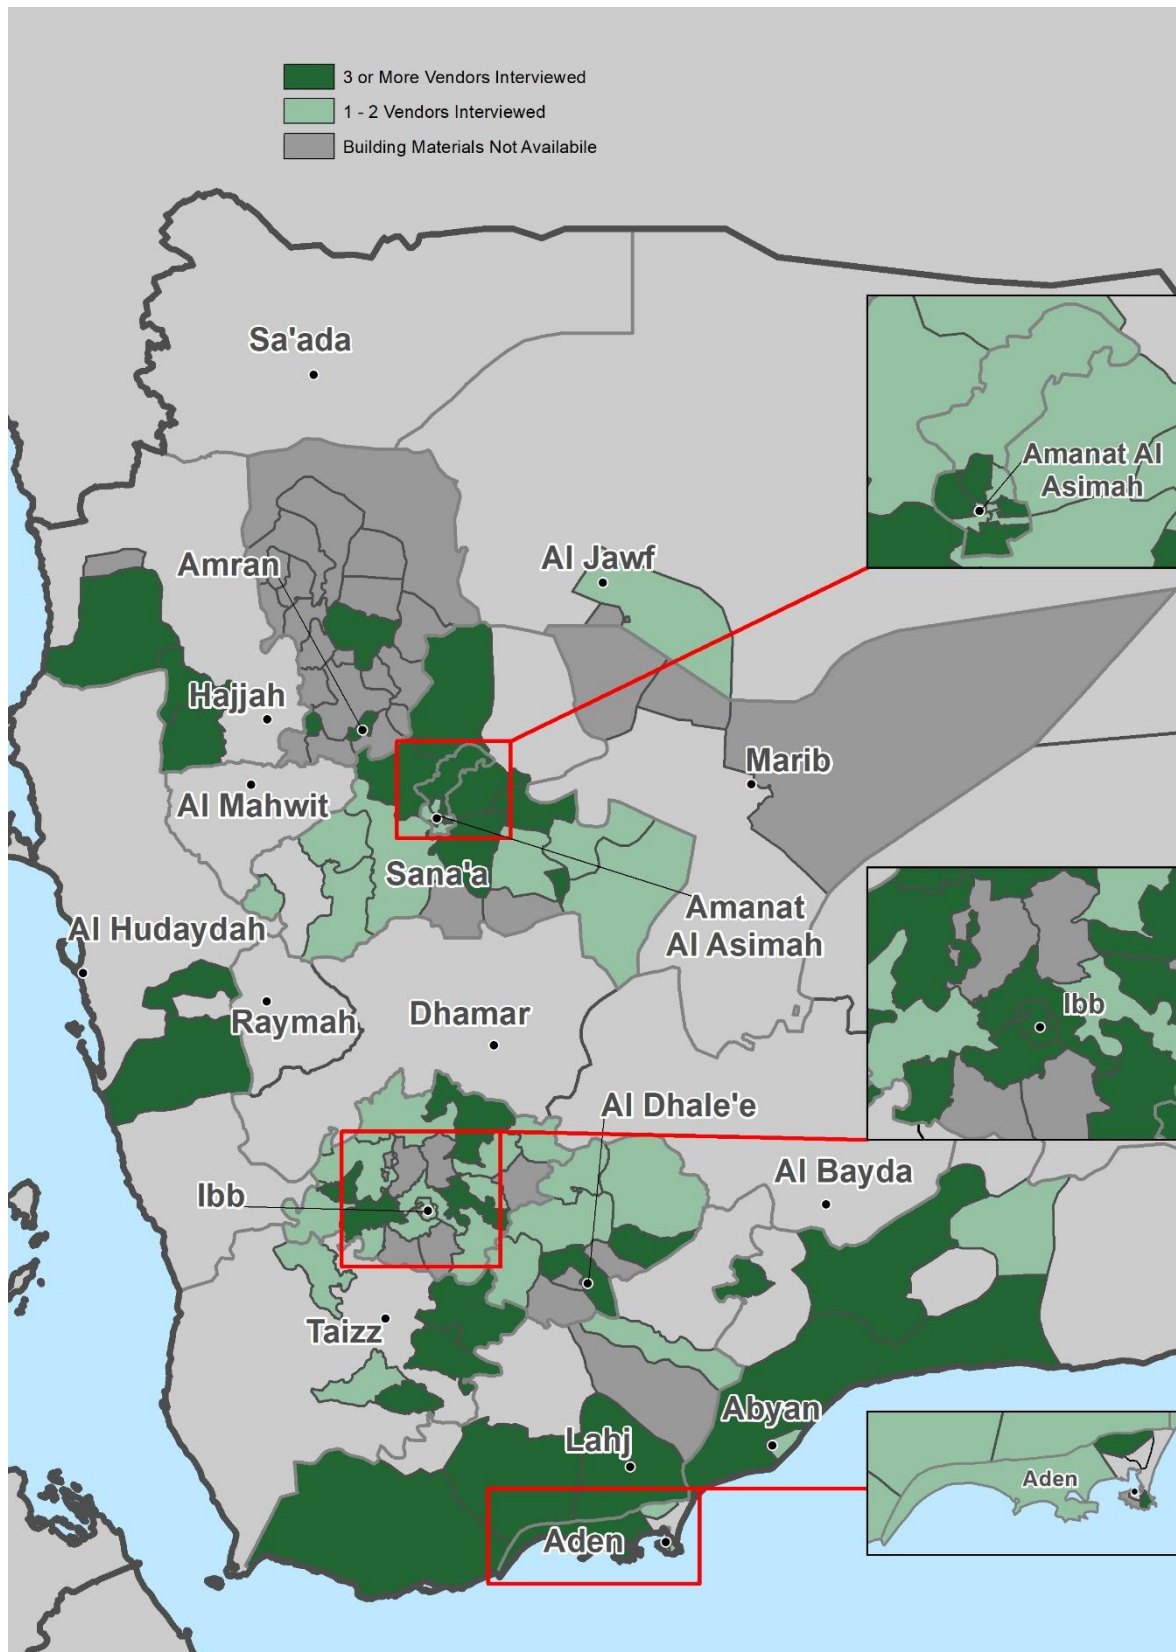 3 or More Vendors Interviewed
1 - 2 Vendors Interviewed
Building Materials Not Availabile
Sa'ada
Amanat Al
Asimah
Amran
Al Jawf
Hajjah
Marib
Al Mahwit
Sana'a
Amanat
Al Asimah
Al Hudaydah
Ibb
Raymah
Dhamar
Al Dhale'e
Al Bayda
Ibb
Taizz
Abyan
Lahj
Aden
Aden